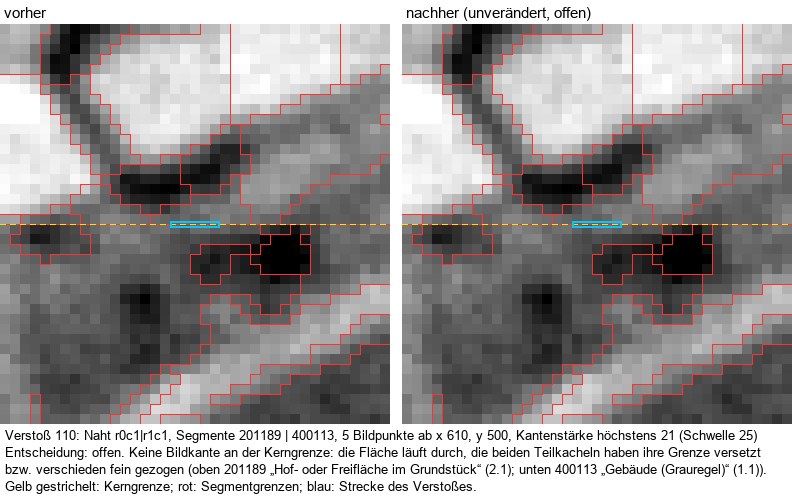 vorher
nachher (unverändert, offen)
Verstoß 110: Naht r0c1|r1c1, Segmente 201189 | 400113, 5 Bildpunkte ab x 610, y 500, Kantenstärke höchstens 21 (Schwelle 25)
Entscheidung: offen. Keine Bildkante an der Kerngrenze: die Fläche läuft durch, die beiden Teilkacheln haben ihre Grenze versetzt
bzw. verschieden fein gezogen (oben 201189 „Hof- oder Freifläche im Grundstück“ (2.1); unten 400113 „Gebäude (Grauregel)“ (1.1)).
Gelb gestrichelt: Kerngrenze; rot: Segmentgrenzen; blau: Strecke des Verstoßes.